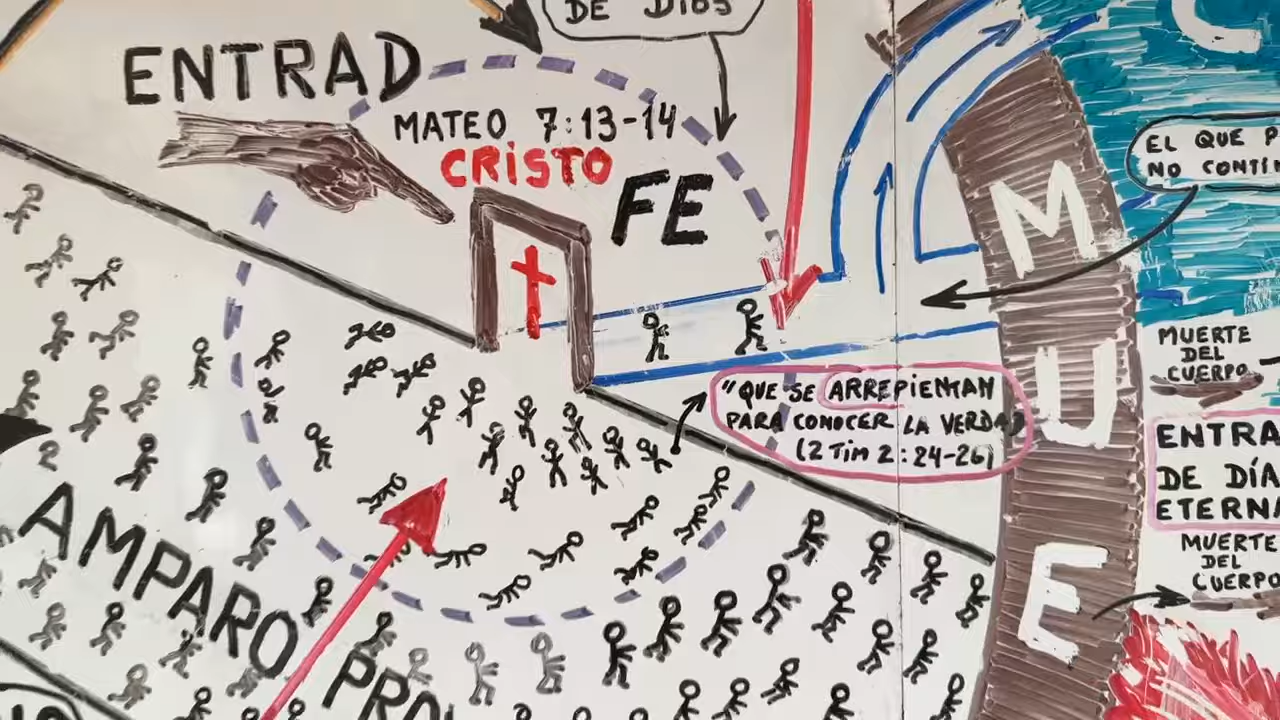 DE DIOS
ENTRAD
MATEO 7:13-14
CRISTO
FE
EL QUE P
NO CONTI
"QUE SE ARREPIENTAN
PARA CONOCER LA VERDAD
(2 TIM 2:24-26)
MUE
MUERTE
DEL
CUERPO
ENTRA
DE DÍA
ETERNA
MUERTE
DEL
CUERPO
AMPARO